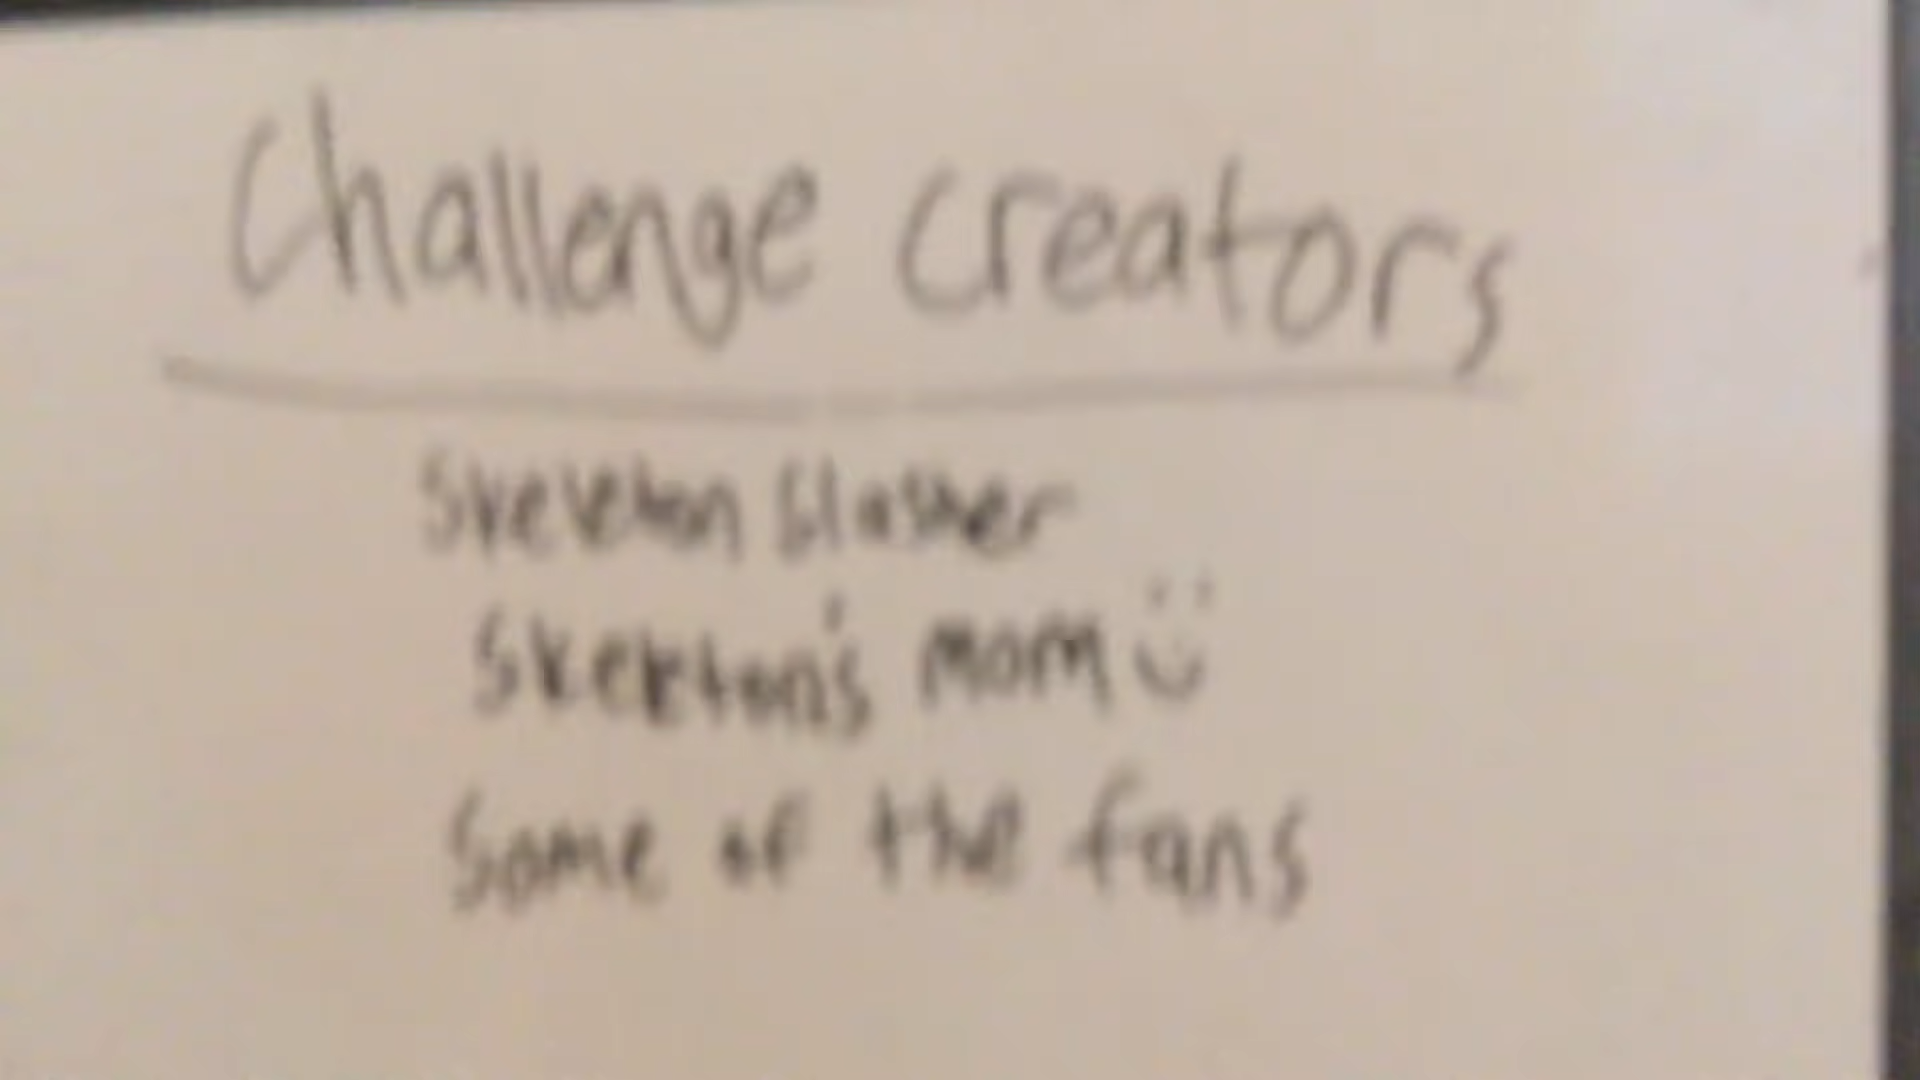 Challenge creators
Skeleton Slasher
Skeleton's mom :)
Some of the fans